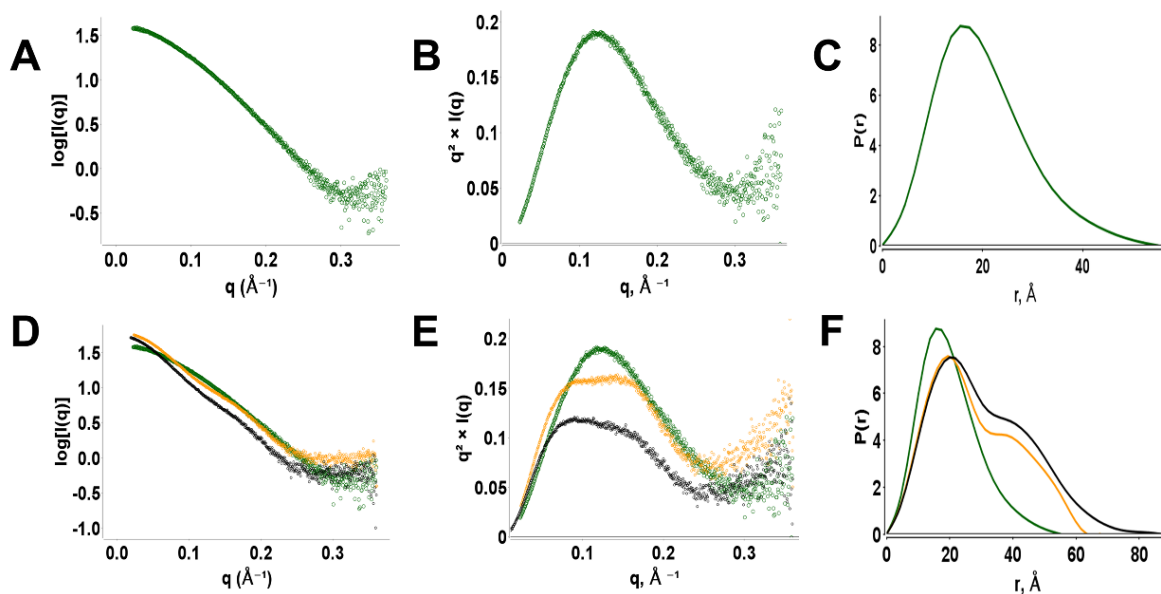 A
log[I(q)]
1.5
1.0
0.5
0.0
-0.5
0.0 0.1 0.2 0.3
q (Å⁻¹)
B
q² × I(q)
0.2
0.15
0.1
0.05
0
0 0.1 0.2 0.3
q, Å ⁻¹
C
P(r)
8
6
4
2
0
0 20 40
r, Å
D
log[I(q)]
1.5
1.0
0.5
0.0
-0.5
-1.0
0.0 0.1 0.2 0.3
q (Å⁻¹)
E
q² × I(q)
0.2
0.15
0.1
0.05
0
0.1 0.2 0.3
q, Å ⁻¹
F
P(r)
8
6
4
2
0
0 20 40 60 80
r, Å